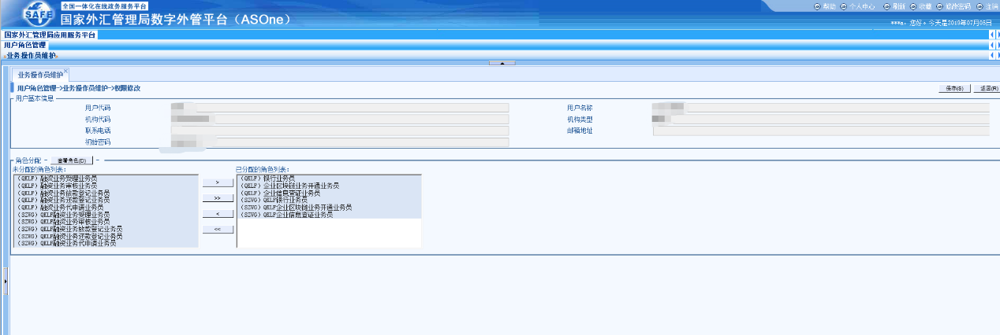 SAFE
全国一体化在线政务服务平台
国家外汇管理局数字外管平台（ASOne）
帮助 个人中心 刷新 收藏 修改密码 注销
***a，您好。今天是2019年07月05日
国家外汇管理局应用服务平台
用户角色管理
业务操作员维护
业务操作员维护
用户角色管理->业务操作员维护->权限修改
保存(S) 返回(R)
用户基本信息
用户代码 用户名称
机构代码 机构类型
联系电话 邮箱地址
初始密码
角色分配 - 查看角色(D) -
未分配的角色列表: 已分配的角色列表:
(QKLF) 融资业务受理业务员
(QKLF) 融资业务审核业务员
(QKLF) 融资业务放款登记业务员
(QKLF) 融资业务还款登记业务员
(QKLF) 融资业务代申请业务员
(SZWG) QKLF融资业务受理业务员
(SZWG) QKLF融资业务审核业务员
(SZWG) QKLF融资业务放款登记业务员
(SZWG) QKLF融资业务还款登记业务员
(SZWG) QKLF融资业务代申请业务员
>
>>
<
<<
(QKLF) 银行业务员
(QKLF) 企业区块链业务开通业务员
(QKLF) 企业信息查证业务员
(SZWG) QKLF银行业务员
(SZWG) QKLF企业区块链业务开通业务员
(SZWG) QKLF企业信息查证业务员